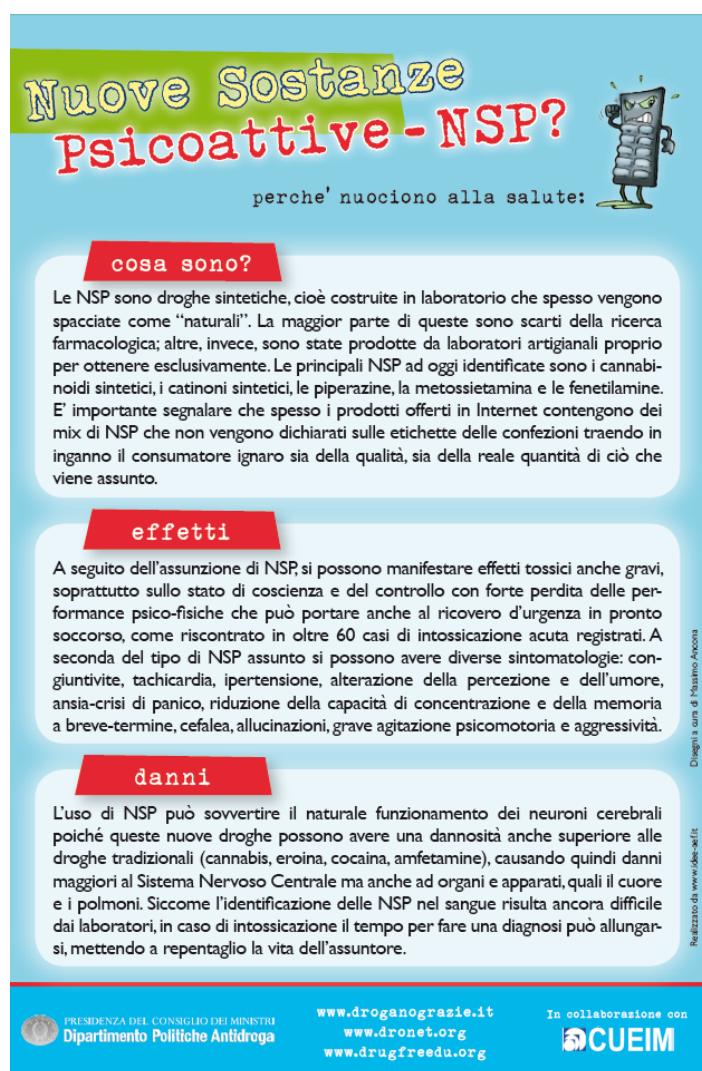 Nuove Sostanze
Psicoattive - NSP?
perche' nuociono alla salute:
cosa sono?
Le NSP sono droghe sintetiche, cioè costruite in laboratorio che spesso vengono
spacciate come “naturali”. La maggior parte di queste sono scarti della ricerca
farmacologica; altre, invece, sono state prodotte da laboratori artigianali proprio
per ottenere esclusivamente. Le principali NSP ad oggi identificate sono i cannabi-
noidi sintetici, i catinoni sintetici, le piperazine, la metossietamina e le fenetilamine.
E’ importante segnalare che spesso i prodotti offerti in Internet contengono dei
mix di NSP che non vengono dichiarati sulle etichette delle confezioni traendo in
inganno il consumatore ignaro sia della qualità, sia della reale quantità di ciò che
viene assunto.
effetti
A seguito dell’assunzione di NSP, si possono manifestare effetti tossici anche gravi,
soprattutto sullo stato di coscienza e del controllo con forte perdita delle per-
formance psico-fisiche che può portare anche al ricovero d’urgenza in pronto
soccorso, come riscontrato in oltre 60 casi di intossicazione acuta registrati. A
seconda del tipo di NSP assunto si possono avere diverse sintomatologie: con-
giuntivite, tachicardia, ipertensione, alterazione della percezione e dell’umore,
ansia-crisi di panico, riduzione della capacità di concentrazione e della memoria
a breve-termine, cefalea, allucinazioni, grave agitazione psicomotoria e aggressività.
danni
L’uso di NSP può sovvertire il naturale funzionamento dei neuroni cerebrali
poiché queste nuove droghe possono avere una dannosità anche superiore alle
droghe tradizionali (cannabis, eroina, cocaina, amfetamine), causando quindi danni
maggiori al Sistema Nervoso Centrale ma anche ad organi e apparati, quali il cuore
e i polmoni. Siccome l’identificazione delle NSP nel sangue risulta ancora difficile
dai laboratori, in caso di intossicazione il tempo per fare una diagnosi può allungar-
si, mettendo a repentaglio la vita dell’assuntore.
Disegni a cura di Massimo Ancona
Realizzato da www.idee-aef.it
PRESIDENZA DEL CONSIGLIO DEI MINISTRI
Dipartimento Politiche Antidroga
www.droganograzie.it
www.dronet.org
www.drugfreedu.org
In collaborazione con
CUEIM